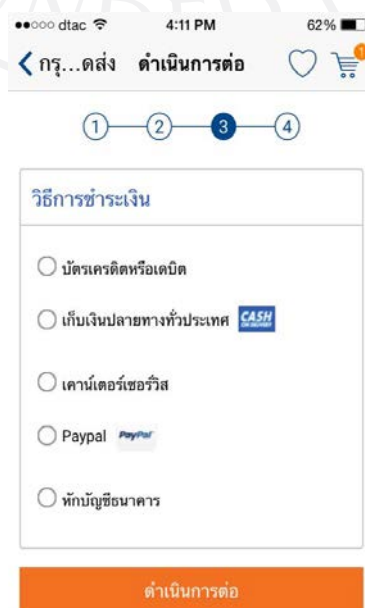 dtac 4:11 PM 62%
กรุ...ดส่ง ดำเนินการต่อ 1
1 2 3 4
วิธีการชำระเงิน
บัตรเครดิตหรือเดบิต
เก็บเงินปลายทางทั่วประเทศ CASH ON DELIVERY
เคาน์เตอร์เซอร์วิส
Paypal PayPal
หักบัญชีธนาคาร
ดำเนินการต่อ